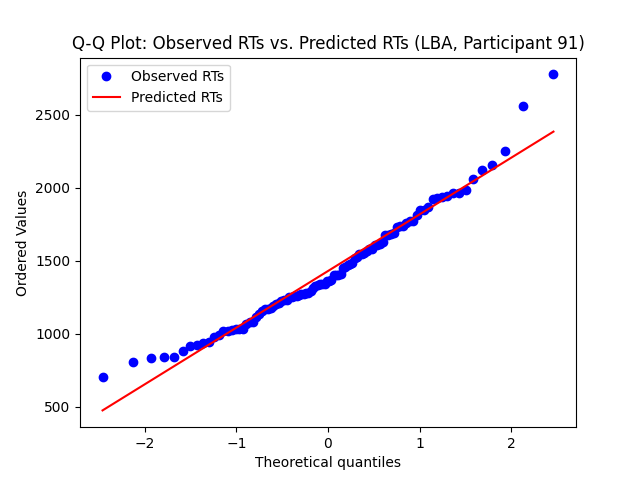 Q-Q Plot: Observed RTs vs. Predicted RTs (LBA, Participant 91)
Observed RTs
Predicted RTs
Ordered Values
2500
2000
1500
1000
500
−2
−1
0
1
2
Theoretical quantiles